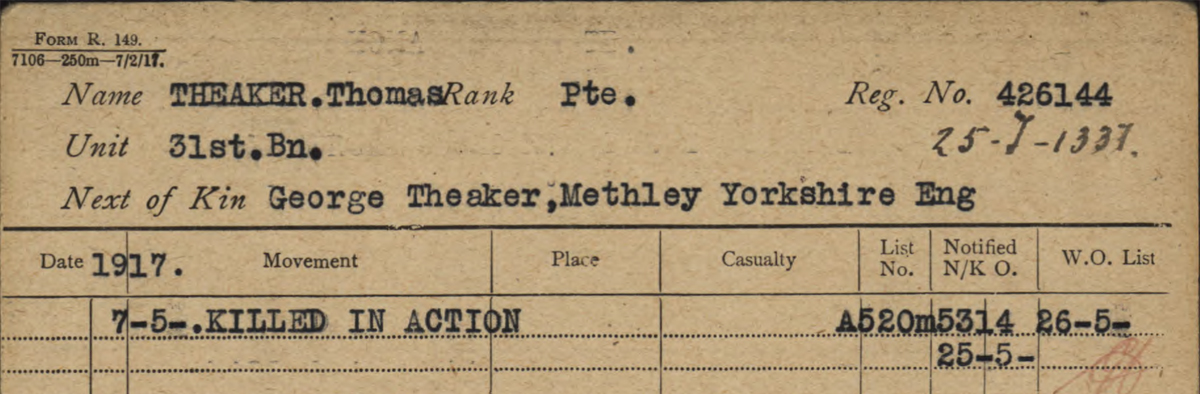 FORM R. 149.
7106—250m—7/2/17.
Name THEAKER.Thomas Rank Pte. Reg. No. 426144
Unit 31st.Bn. 25-J-1337.
Next of Kin George Theaker,Methley Yorkshire Eng
Date 1917. Movement Place Casualty List No. Notified N/K O. W.O. List
7-5-.KILLED IN ACTION A520m 5314 26-5-
25-5-